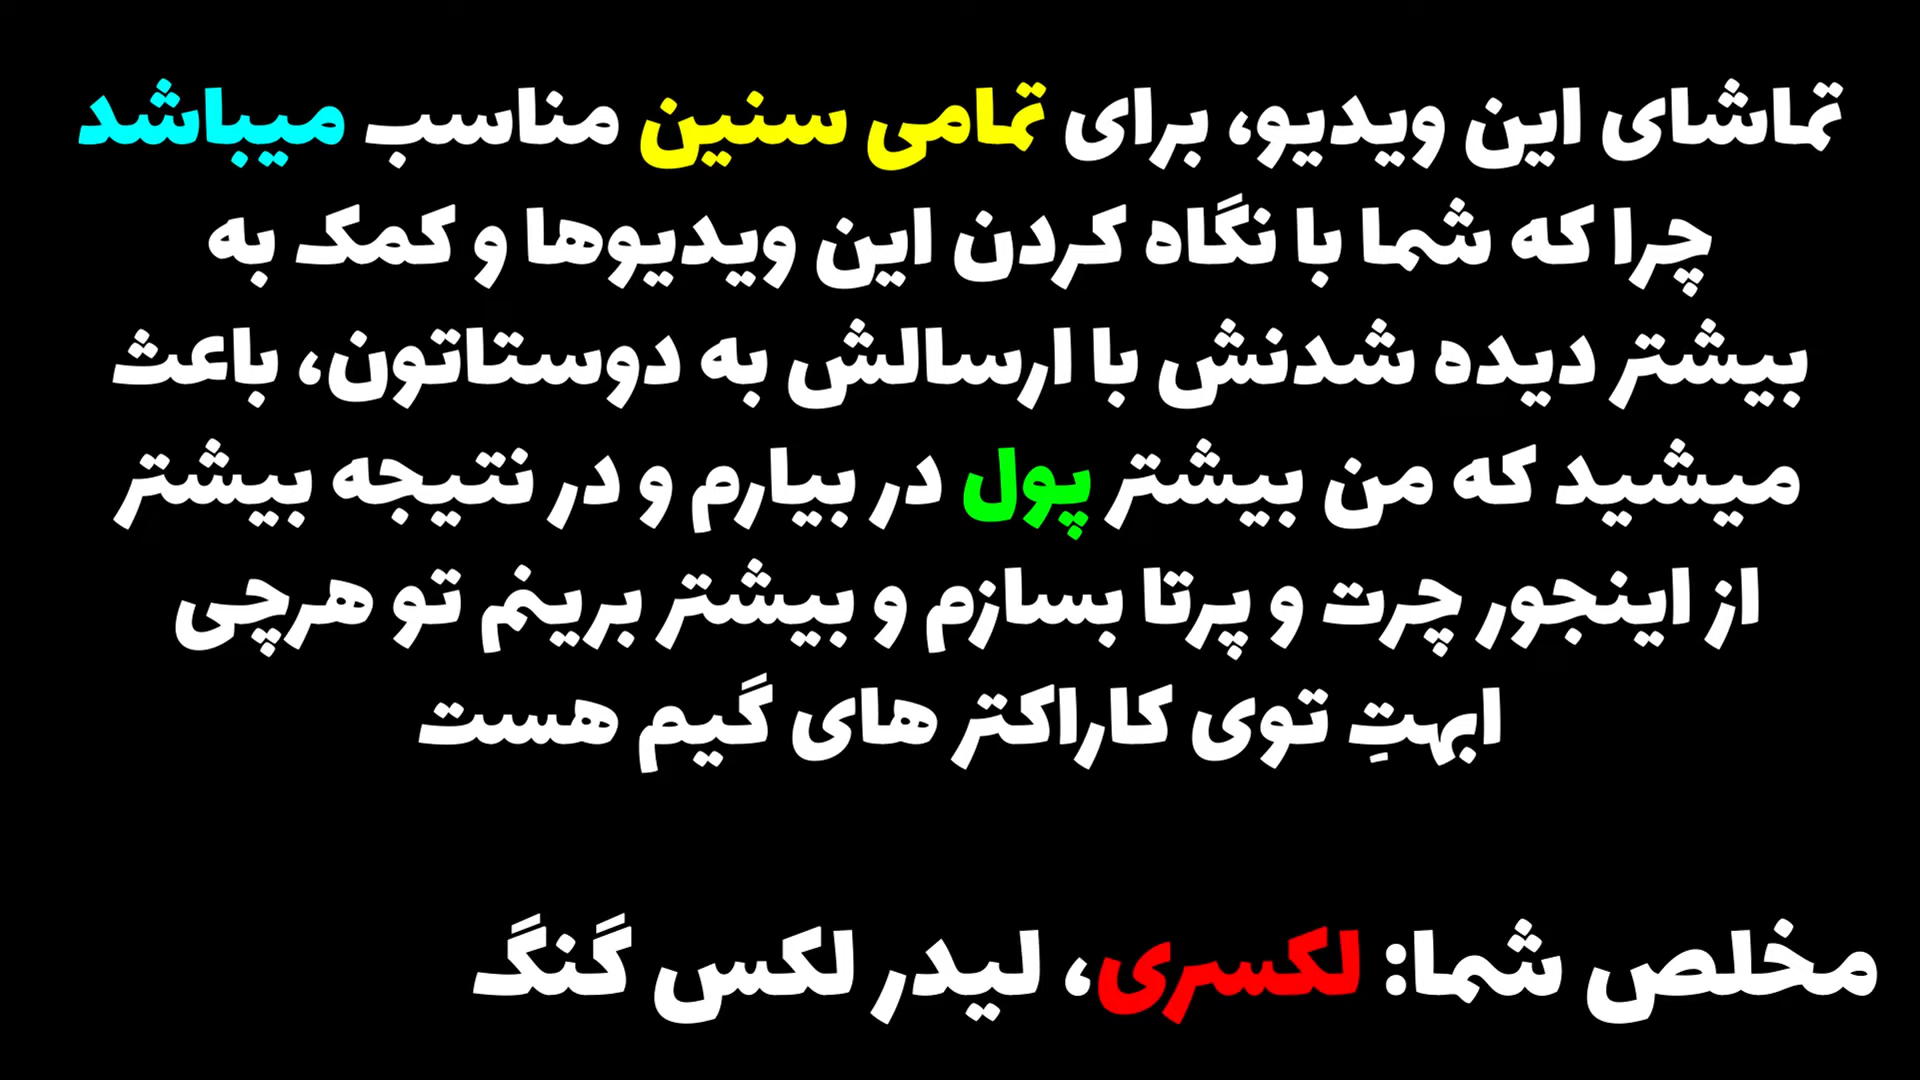 تماشای این ویدیو، برای تمامی سنین مناسب میباشد
چرا که شما با نگاه کردن این ویدیوها و کمک به
بیشتر دیده شدنش با ارسالش به دوستاتون، باعث
میشید که من بیشتر پول در بیارم و در نتیجه بیشتر
از اینجور چرت و پرتا بسازم و بیشتر برینم تو هرچی
ابهتِ توی کاراکتر های گیم هست
مخلص شما: لکسری، لیدر لکس گنگ